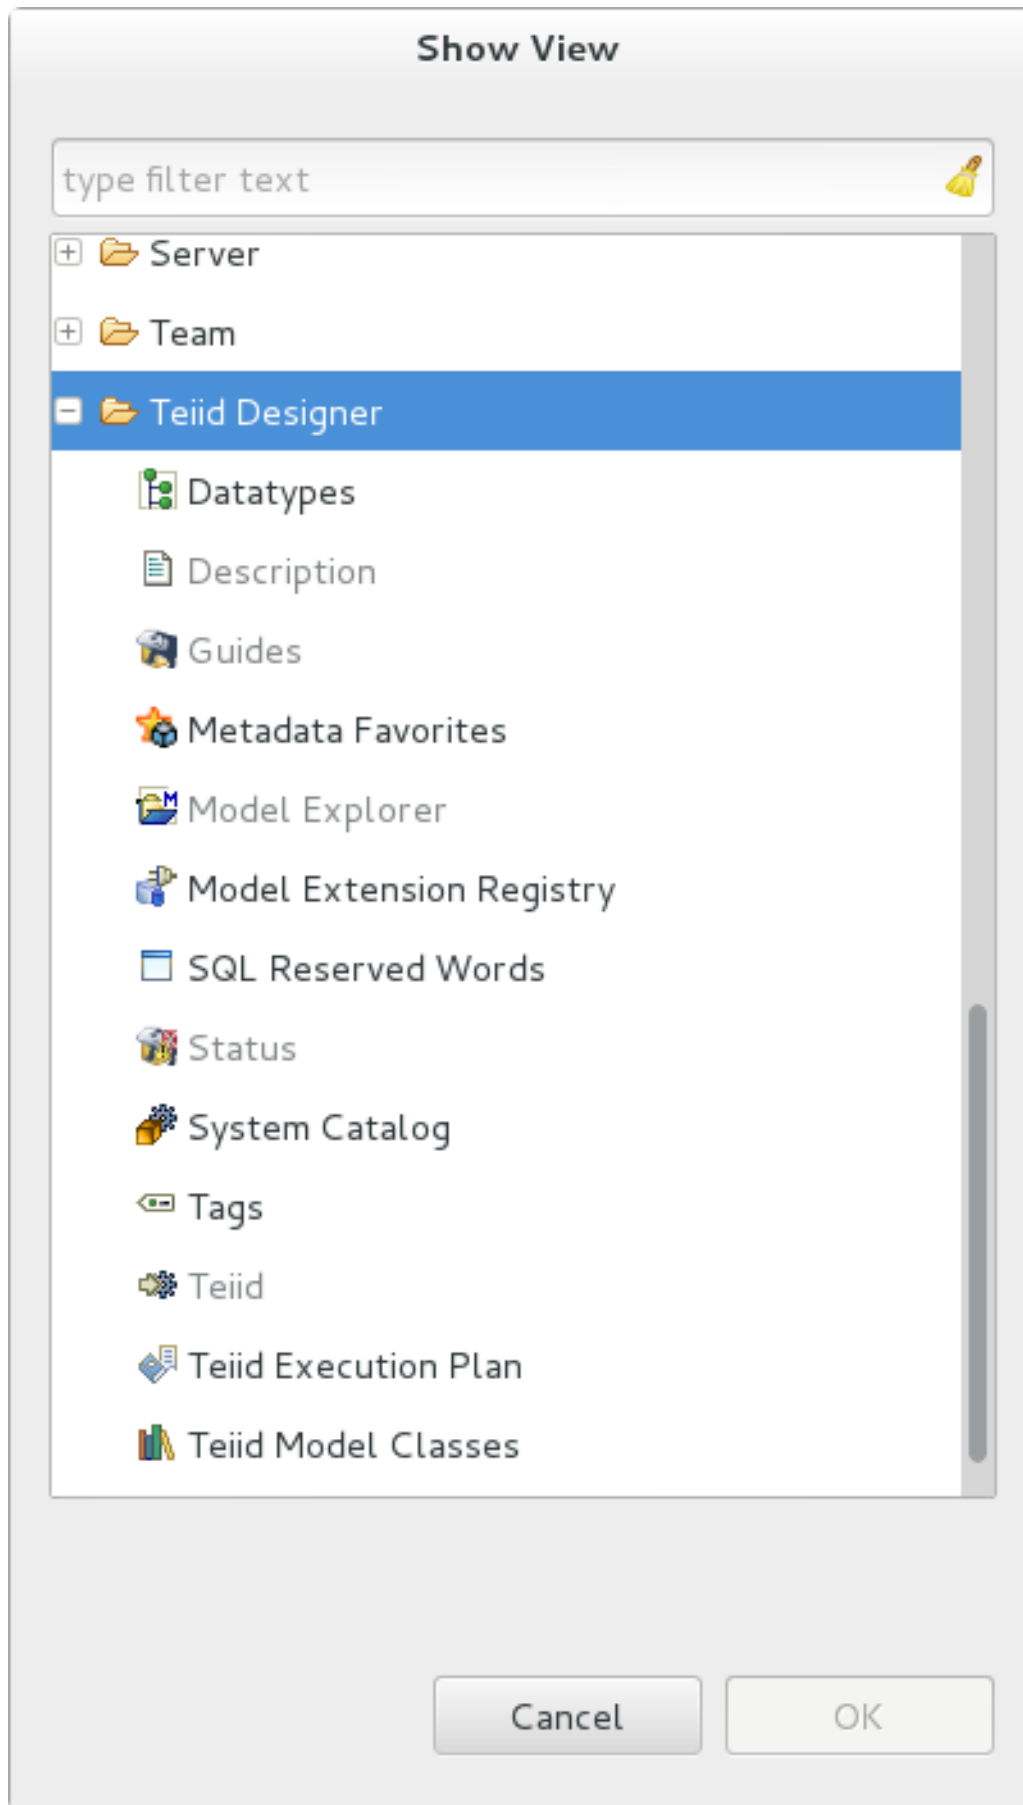 Show View
type filter text
Server
Team
Teiid Designer
Datatypes
Description
Guides
Metadata Favorites
Model Explorer
Model Extension Registry
SQL Reserved Words
Status
System Catalog
Tags
Teiid
Teiid Execution Plan
Teiid Model Classes
Cancel OK